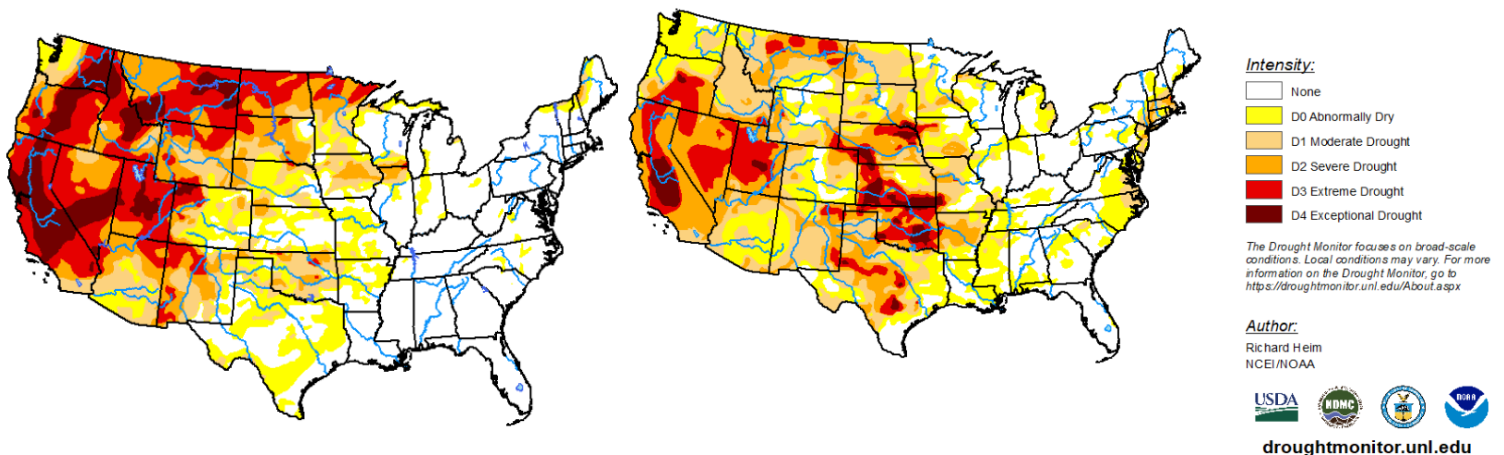 Intensity:
None
D0 Abnormally Dry
D1 Moderate Drought
D2 Severe Drought
D3 Extreme Drought
D4 Exceptional Drought
The Drought Monitor focuses on broad-scale
conditions. Local conditions may vary. For more
information on the Drought Monitor, go to
https://droughtmonitor.unl.edu/About.aspx
Author:
Richard Heim
NCEI/NOAA
USDA
NDMC
NOAA
droughtmonitor.unl.edu